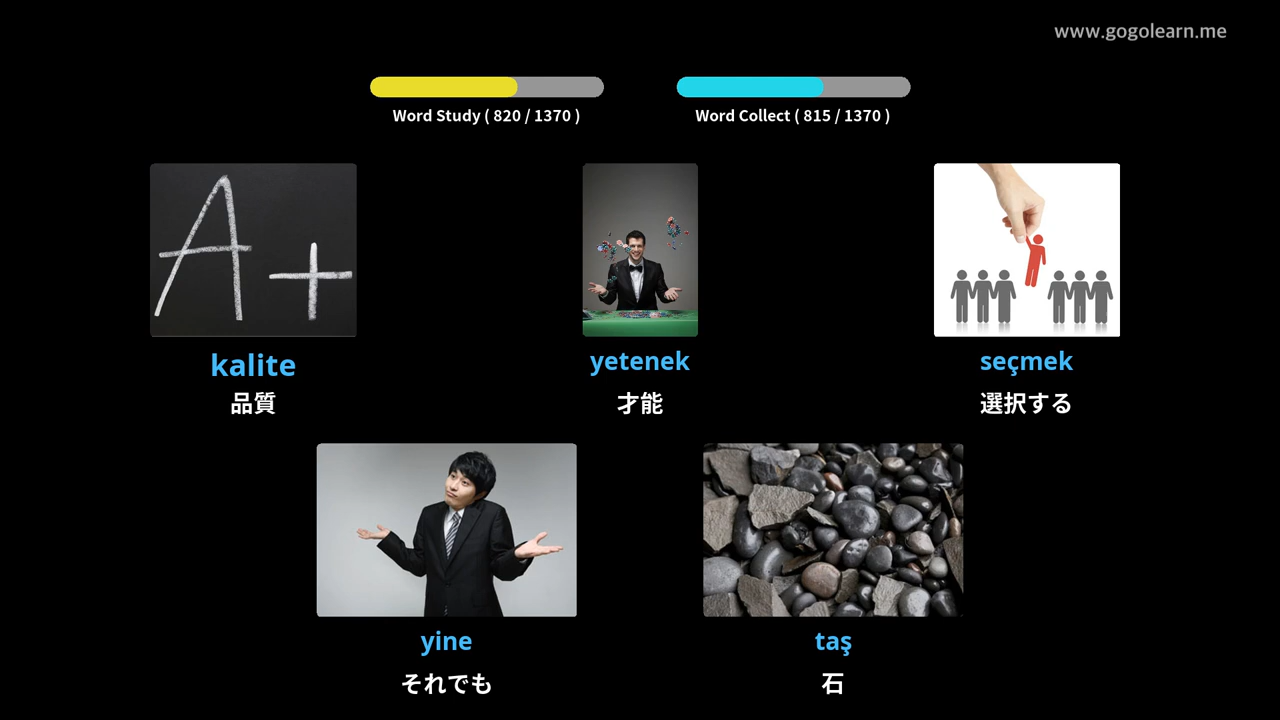 www.gogolearn.me
Word Study ( 820 / 1370 )
Word Collect ( 815 / 1370 )
A+
kalite
品質
yetenek
才能
seçmek
選択する
yine
それでも
taş
石